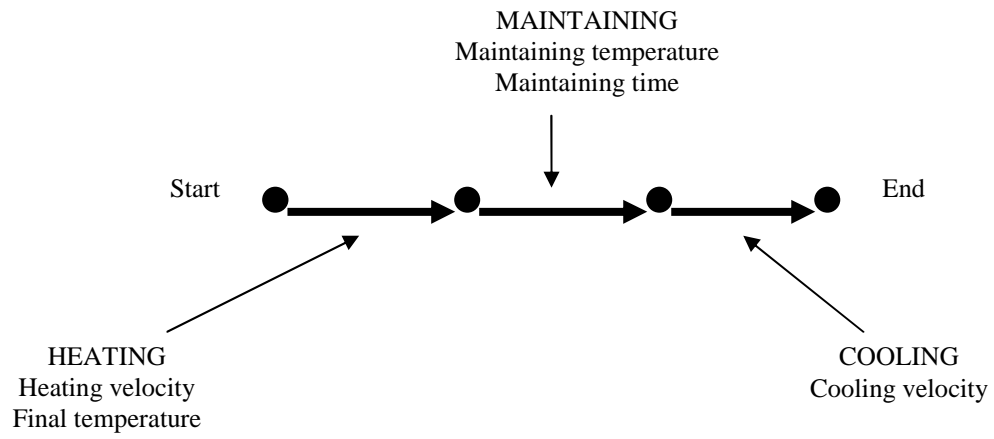 MAINTAINING
Maintaining temperature
Maintaining time
Start
End
HEATING
Heating velocity
Final temperature
COOLING
Cooling velocity